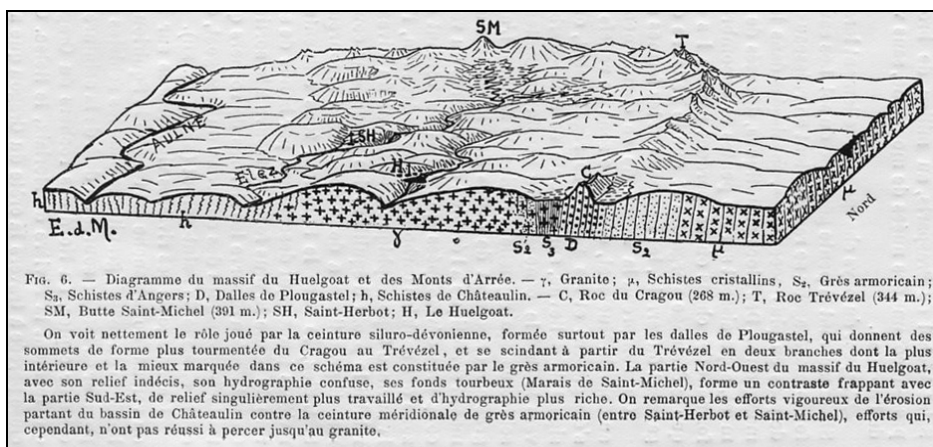 SM
T
AULNE
Elez
SH
H
C
h
h
E.d.M.
γ
S2
S3
D
S2
μ
μ
Nord
FIG. 6. — Diagramme du massif du Huelgoat et des Monts d'Arrée. — γ, Granite; μ, Schistes cristallins, S₂, Grès armoricain;
S₃, Schistes d'Angers; D, Dalles de Plougastel; h, Schistes de Châteaulin. — C, Roc du Cragou (268 m.); T, Roc Trévézel (344 m.);
SM, Butte Saint-Michel (391 m.); SH, Saint-Herbot; H, Le Huelgoat.
On voit nettement le rôle joué par la ceinture siluro-dévonienne, formée surtout par les dalles de Plougastel, qui donnent des
sommets de forme plus tourmentée du Cragou au Trévézel, et se scindant à partir du Trévézel en deux branches dont la plus
intérieure et la mieux marquée dans ce schéma est constituée par le grès armoricain. La partie Nord-Ouest du massif du Huelgoat,
avec son relief indécis, son hydrographie confuse, ses fonds tourbeux (Marais de Saint-Michel), forme un contraste frappant avec
la partie Sud-Est, de relief singulièrement plus travaillé et d'hydrographie plus riche. On remarque les efforts vigoureux de l'érosion
partant du bassin de Châteaulin contre la ceinture méridionale de grès armoricain (entre Saint-Herbot et Saint-Michel), efforts qui,
cependant, n'ont pas réussi à percer jusqu'au granite.